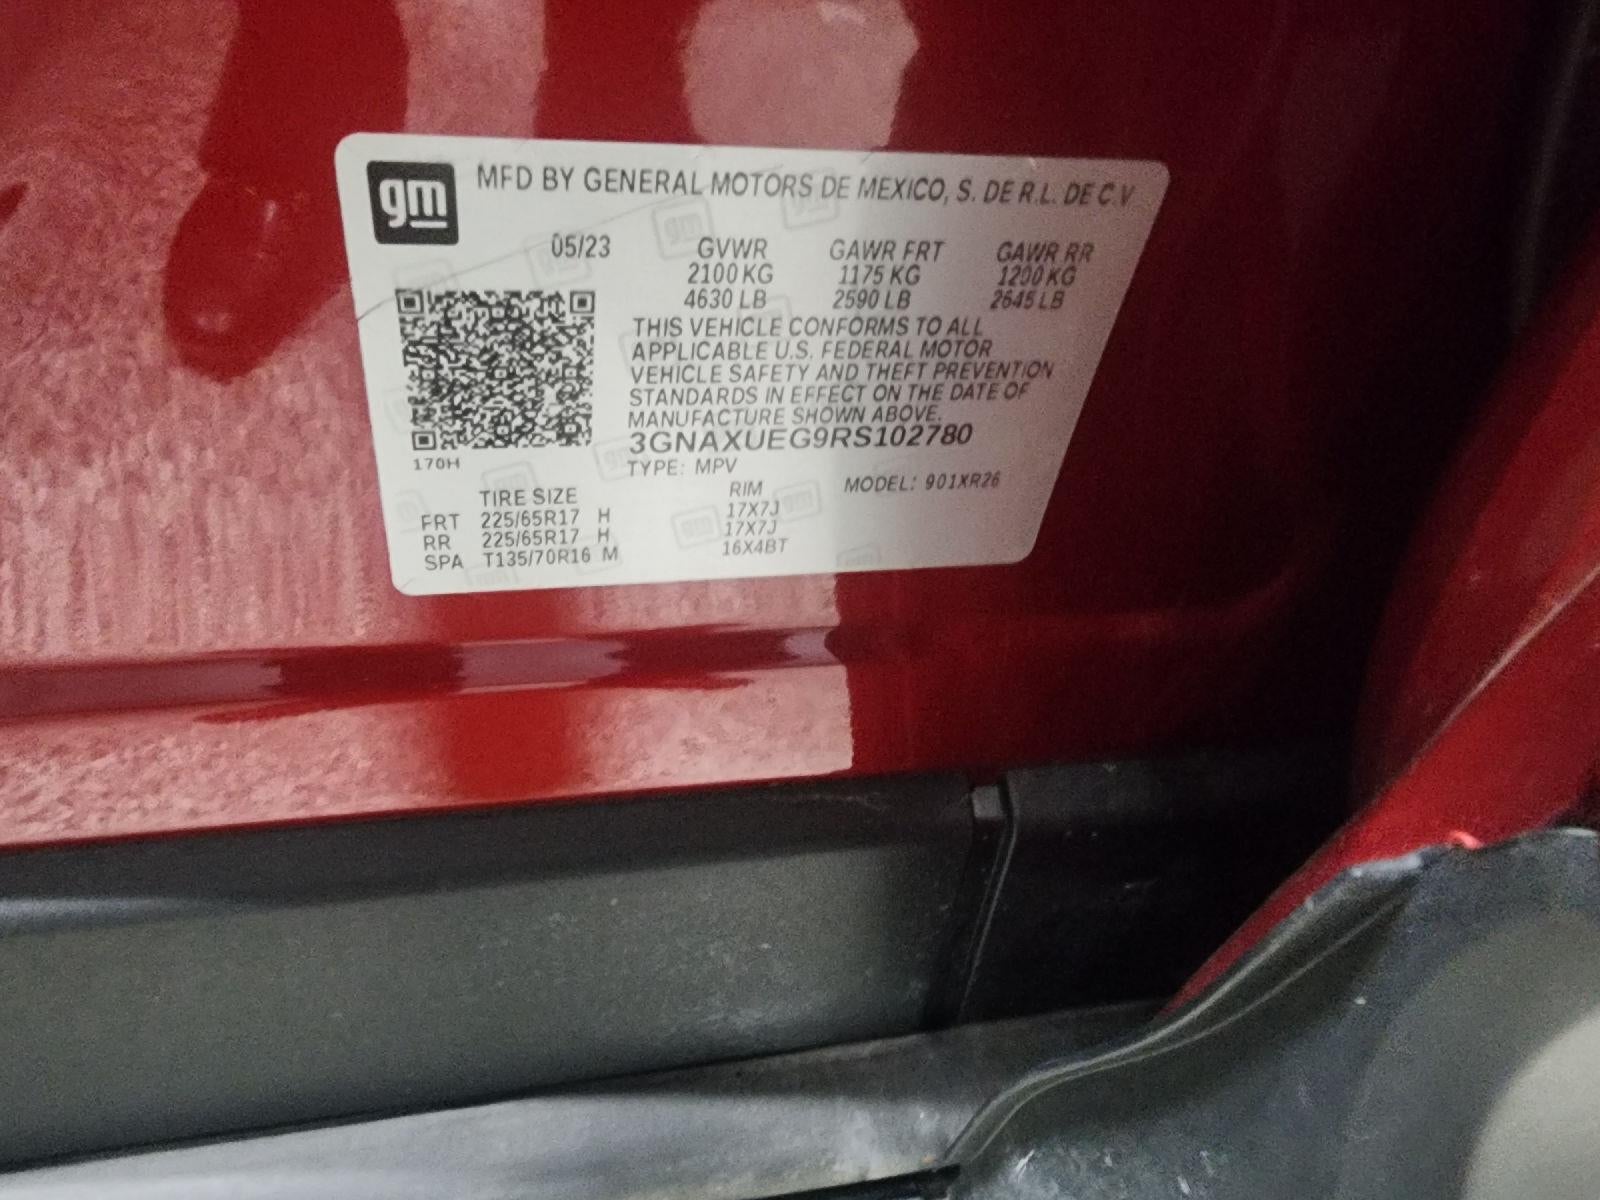 gm MFD BY GENERAL MOTORS DE MEXICO, S. DE R.L. DE C.V
05/23 GVWR GAWR FRT GAWR RR
2100 KG 1175 KG 1200 KG
4630 LB 2590 LB 2645 LB
THIS VEHICLE CONFORMS TO ALL
APPLICABLE U.S. FEDERAL MOTOR
VEHICLE SAFETY AND THEFT PREVENTION
STANDARDS IN EFFECT ON THE DATE OF
MANUFACTURE SHOWN ABOVE.
3GNAXUEG9RS102780
170H TYPE: MPV
TIRE SIZE RIM MODEL: 901XR26
FRT 225/65R17 H 17X7J
RR 225/65R17 H 17X7J
SPA T135/70R16 M 16X4BT